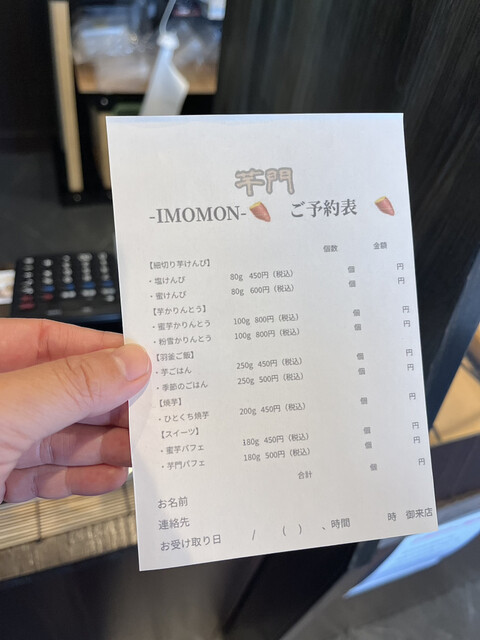 芋門
-IMOMON- ご予約表
個数 金額
【細切り芋けんぴ】
・塩けんぴ 80g 450円（税込） 個 円
・蜜けんぴ 80g 600円（税込） 個 円
【芋かりんとう】
・蜜芋かりんとう 100g 800円（税込） 個 円
・粉雪かりんとう 100g 800円（税込） 個 円
【羽釜ご飯】
・芋ごはん 250g 450円（税込） 個 円
・季節のごはん 250g 500円（税込） 個 円
【焼芋】
・ひとくち焼芋 200g 450円（税込） 個 円
【スイーツ】
・蜜芋パフェ 180g 450円（税込） 個 円
・芋門パフェ 180g 500円（税込） 個 円
合計 個 円
お名前
連絡先
お受け取り日 / ( ) 、時間 時 御来店